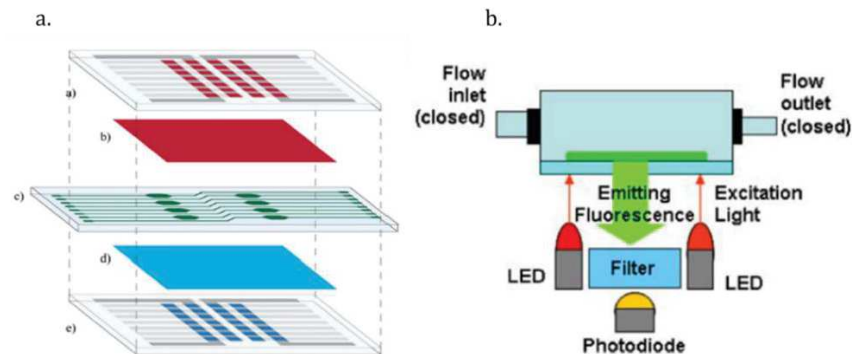 a.
b.
a)
b)
c)
d)
e)
Flow
inlet
(closed)
Flow
outlet
(closed)
Emitting
Fluorescence
Excitation
Light
LED
Filter
LED
Photodiode